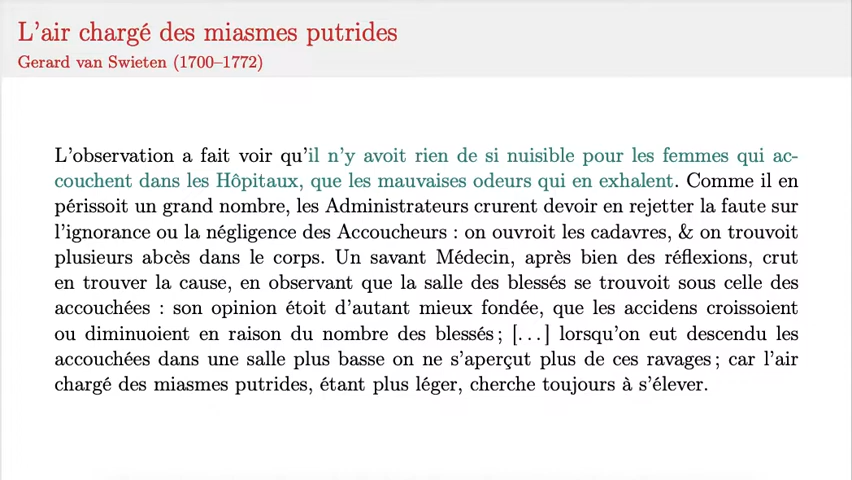 L'air chargé des miasmes putrides
Gerard van Swieten (1700–1772)
L'observation a fait voir qu'il n'y avoit rien de si nuisible pour les femmes qui ac-
couchent dans les Hôpitaux, que les mauvaises odeurs qui en exhalent. Comme il en
périssoit un grand nombre, les Administrateurs crurent devoir en rejetter la faute sur
l'ignorance ou la négligence des Accoucheurs : on ouvroit les cadavres, & on trouvoit
plusieurs abcès dans le corps. Un savant Médecin, après bien des réflexions, crut
en trouver la cause, en observant que la salle des blessés se trouvoit sous celle des
accouchées : son opinion étoit d'autant mieux fondée, que les accidens croissoient
ou diminuoient en raison du nombre des blessés ; [...] lorsqu'on eut descendu les
accouchées dans une salle plus basse on ne s'aperçut plus de ces ravages ; car l'air
chargé des miasmes putrides, étant plus léger, cherche toujours à s'élever.